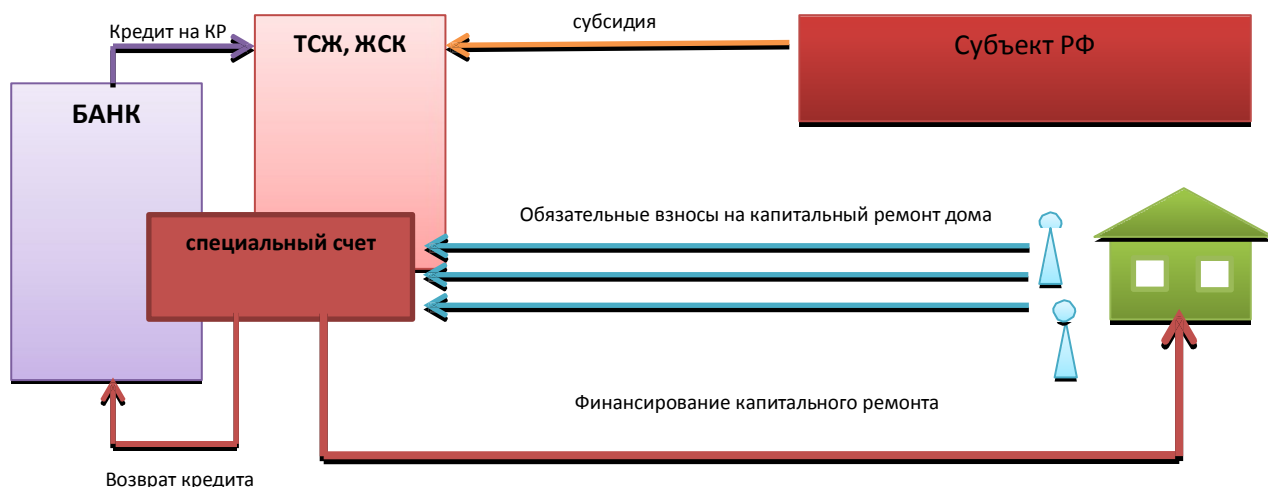 Кредит на КР
ТСЖ, ЖСК
субсидия
Субъект РФ
БАНК
Обязательные взносы на капитальный ремонт дома
специальный счет
Финансирование капитального ремонта
Возврат кредита